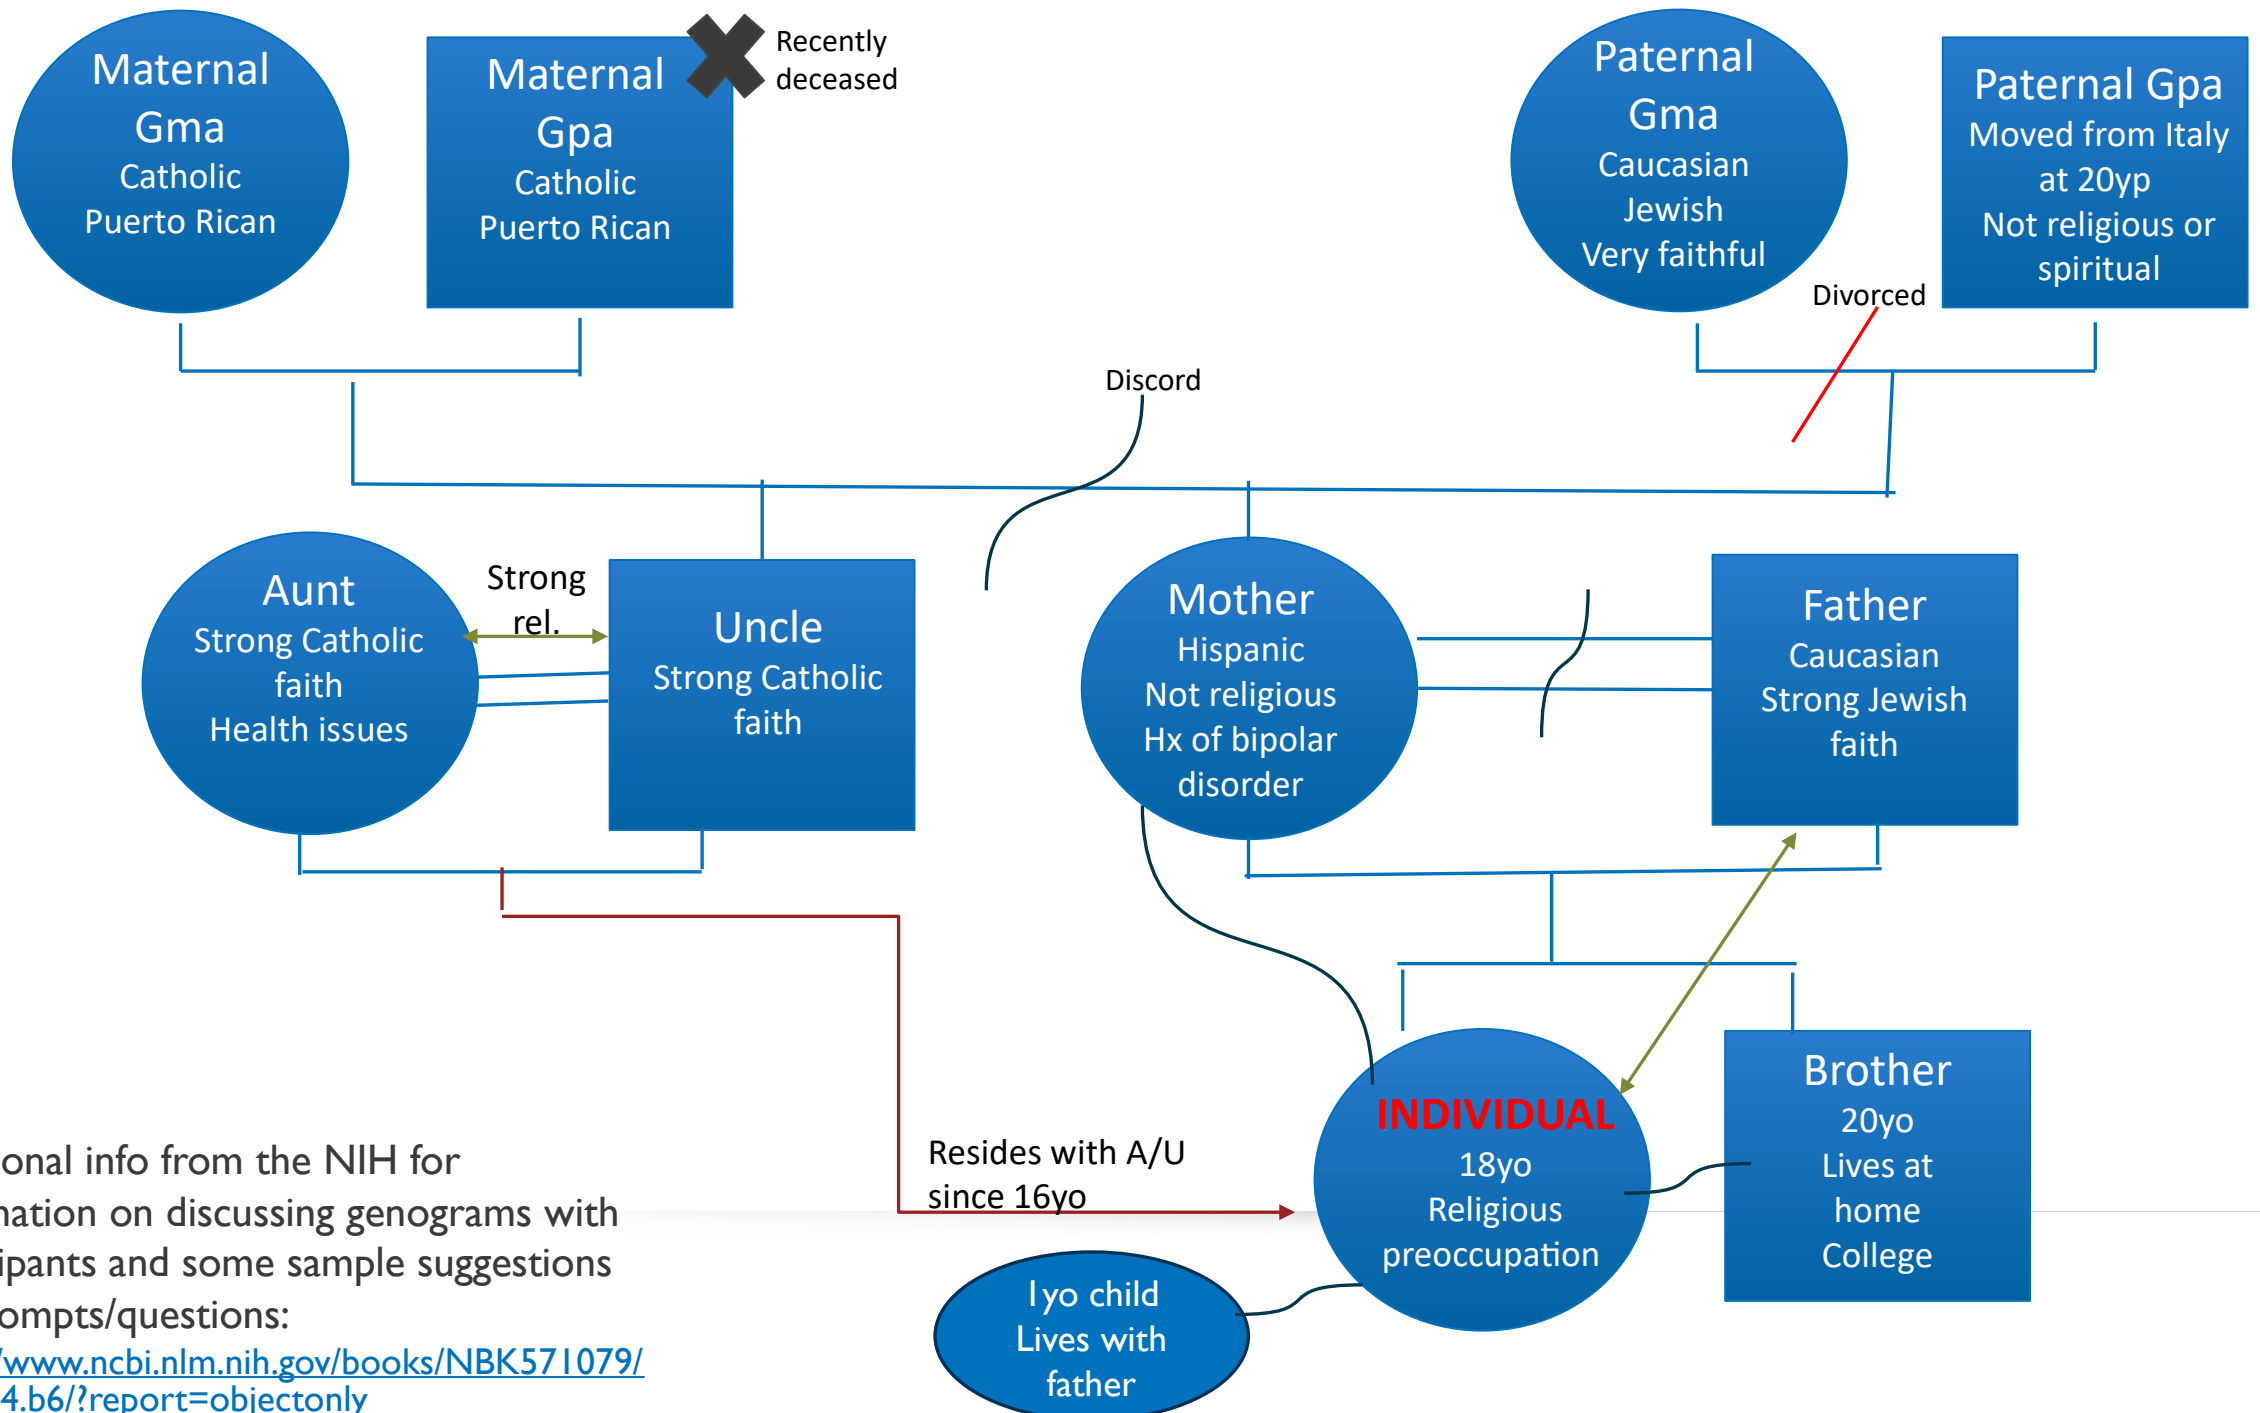 Maternal
Gma
Catholic
Puerto Rican
Maternal
Gpa
Catholic
Puerto Rican
Recently
deceased
Paternal
Gma
Caucasian
Jewish
Very faithful
Paternal Gpa
Moved from Italy
at 20yp
Not religious or
spiritual
Divorced
Discord
Aunt
Strong Catholic
faith
Health issues
Strong
rel.
Uncle
Strong Catholic
faith
Mother
Hispanic
Not religious
Hx of bipolar
disorder
Father
Caucasian
Strong Jewish
faith
INDIVIDUAL
18yo
Religious
preoccupation
Brother
20yo
Lives at
home
College
Resides with A/U
since 16yo
1yo child
Lives with
father
onal info from the NIH for
nation on discussing genograms with
ipants and some sample suggestions
ompts/questions:
/www.ncbi.nlm.nih.gov/books/NBK571079/
4.b6/?report=objectonly